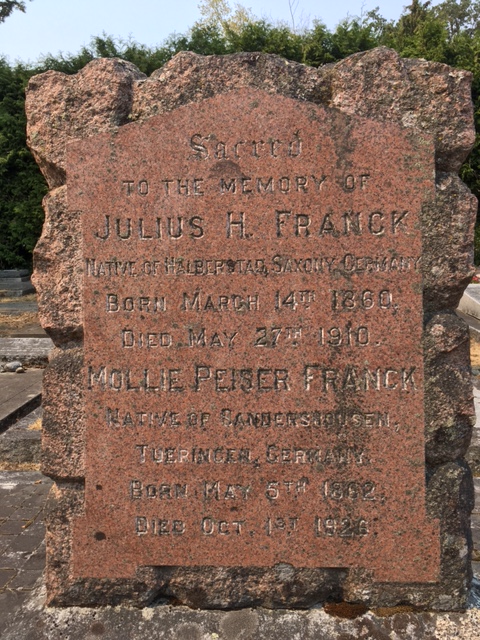 Sacred
TO THE MEMORY OF
JULIUS H. FRANCK
NATIVE OF HALBERSTAD, SAXONY, GERMANY
BORN MARCH 14TH 1860,
DIED MAY 27TH 1910.
MOLLIE PEISER FRANCK
NATIVE OF SANDERSHOUSEN,
TUERINGEN, GERMANY.
BORN MAY 5TH 1862.
DIED OCT. 1ST 1926.